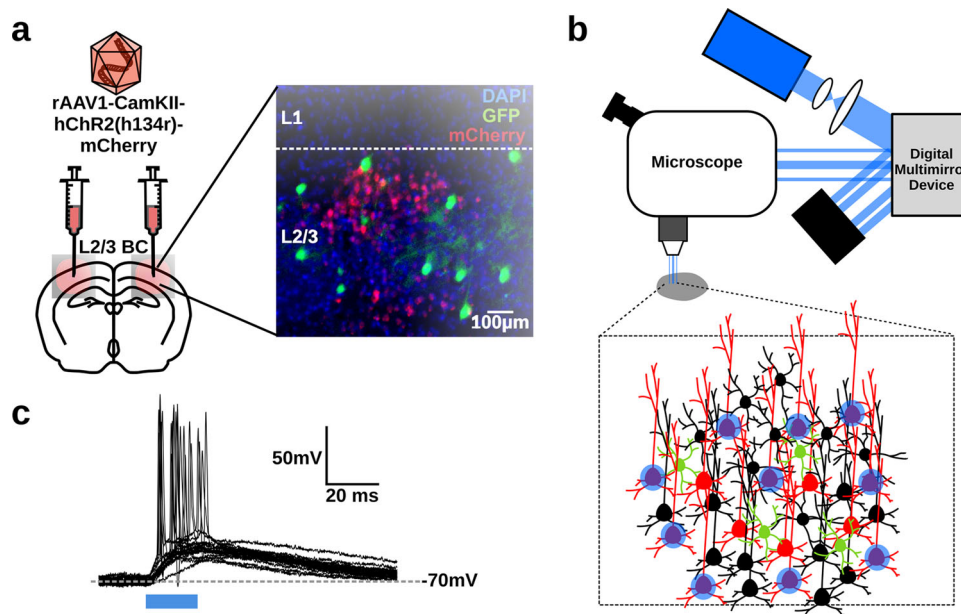 a
rAAV1-CamKII-
hChR2(h134r)-
mCherry
L2/3 BC
L1
DAPI
GFP
mCherry
L2/3
100µm
b
Microscope
Digital
Multimirror
Device
c
50mV
20 ms
-70mV